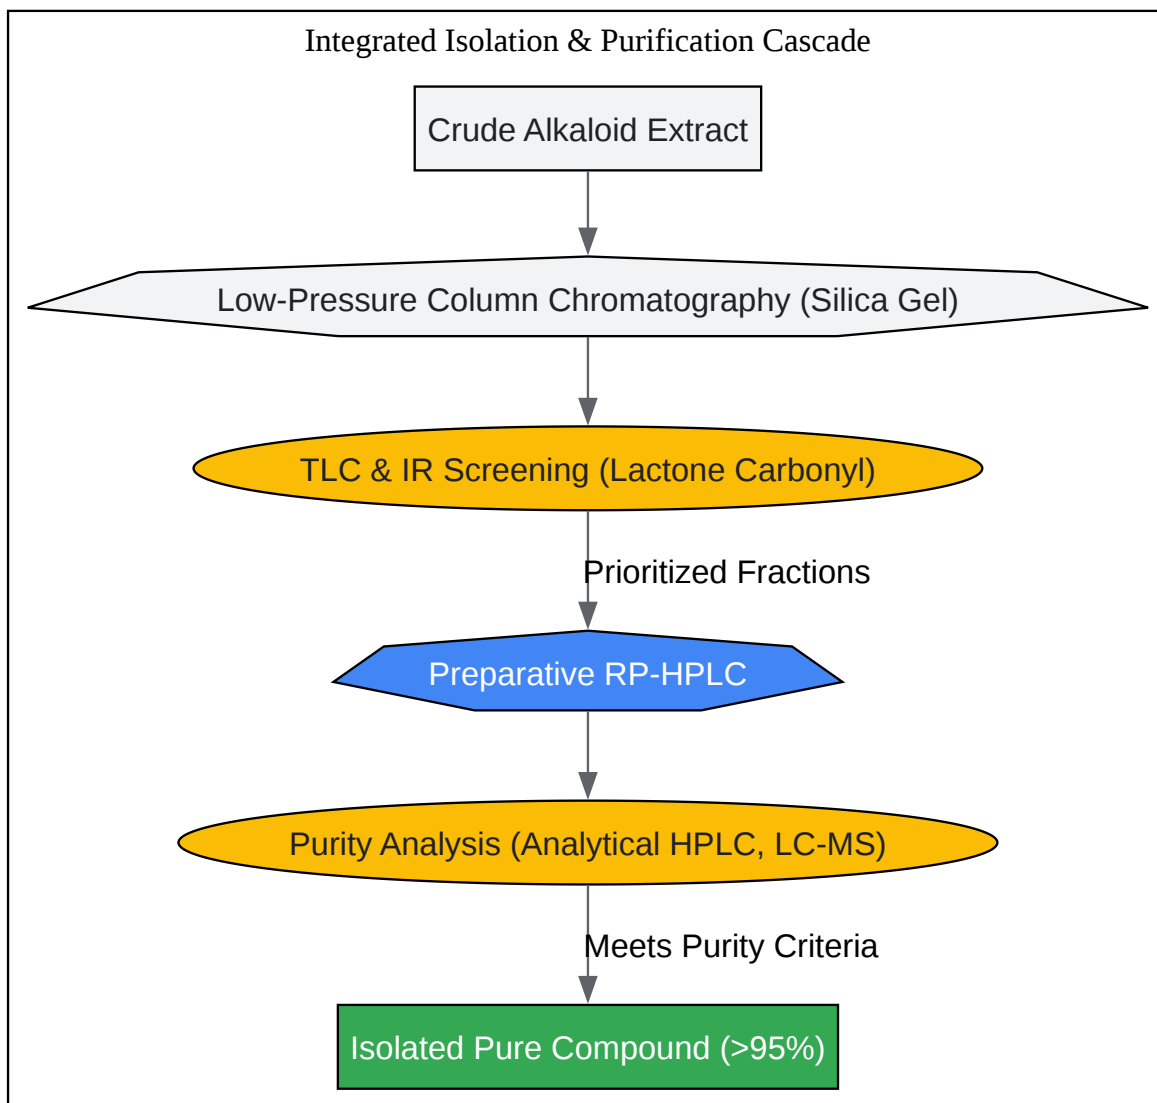 Integrated Isolation & Purification Cascade
Crude Alkaloid Extract
Low-Pressure Column Chromatography (Silica Gel)
TLC & IR Screening (Lactone Carbonyl)
Prioritized Fractions
Preparative RP-HPLC
Purity Analysis (Analytical HPLC, LC-MS)
Meets Purity Criteria
Isolated Pure Compound (>95%)